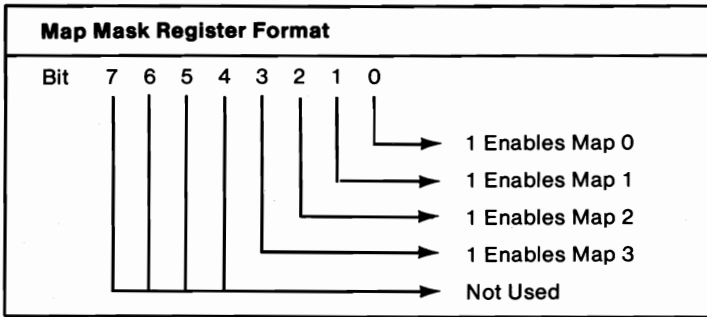 Map Mask Register Format
Bit 7 6 5 4 3 2 1 0
1 Enables Map 0
1 Enables Map 1
1 Enables Map 2
1 Enables Map 3
Not Used